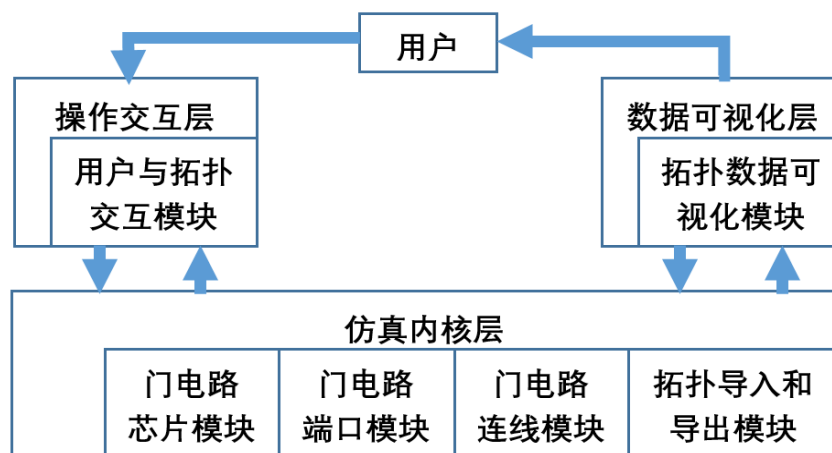 用户
操作交互层
用户与拓扑
交互模块
数据可视化层
拓扑数据可
视化模块
仿真内核层
门电路
芯片模块
门电路
端口模块
门电路
连线模块
拓扑导入和
导出模块